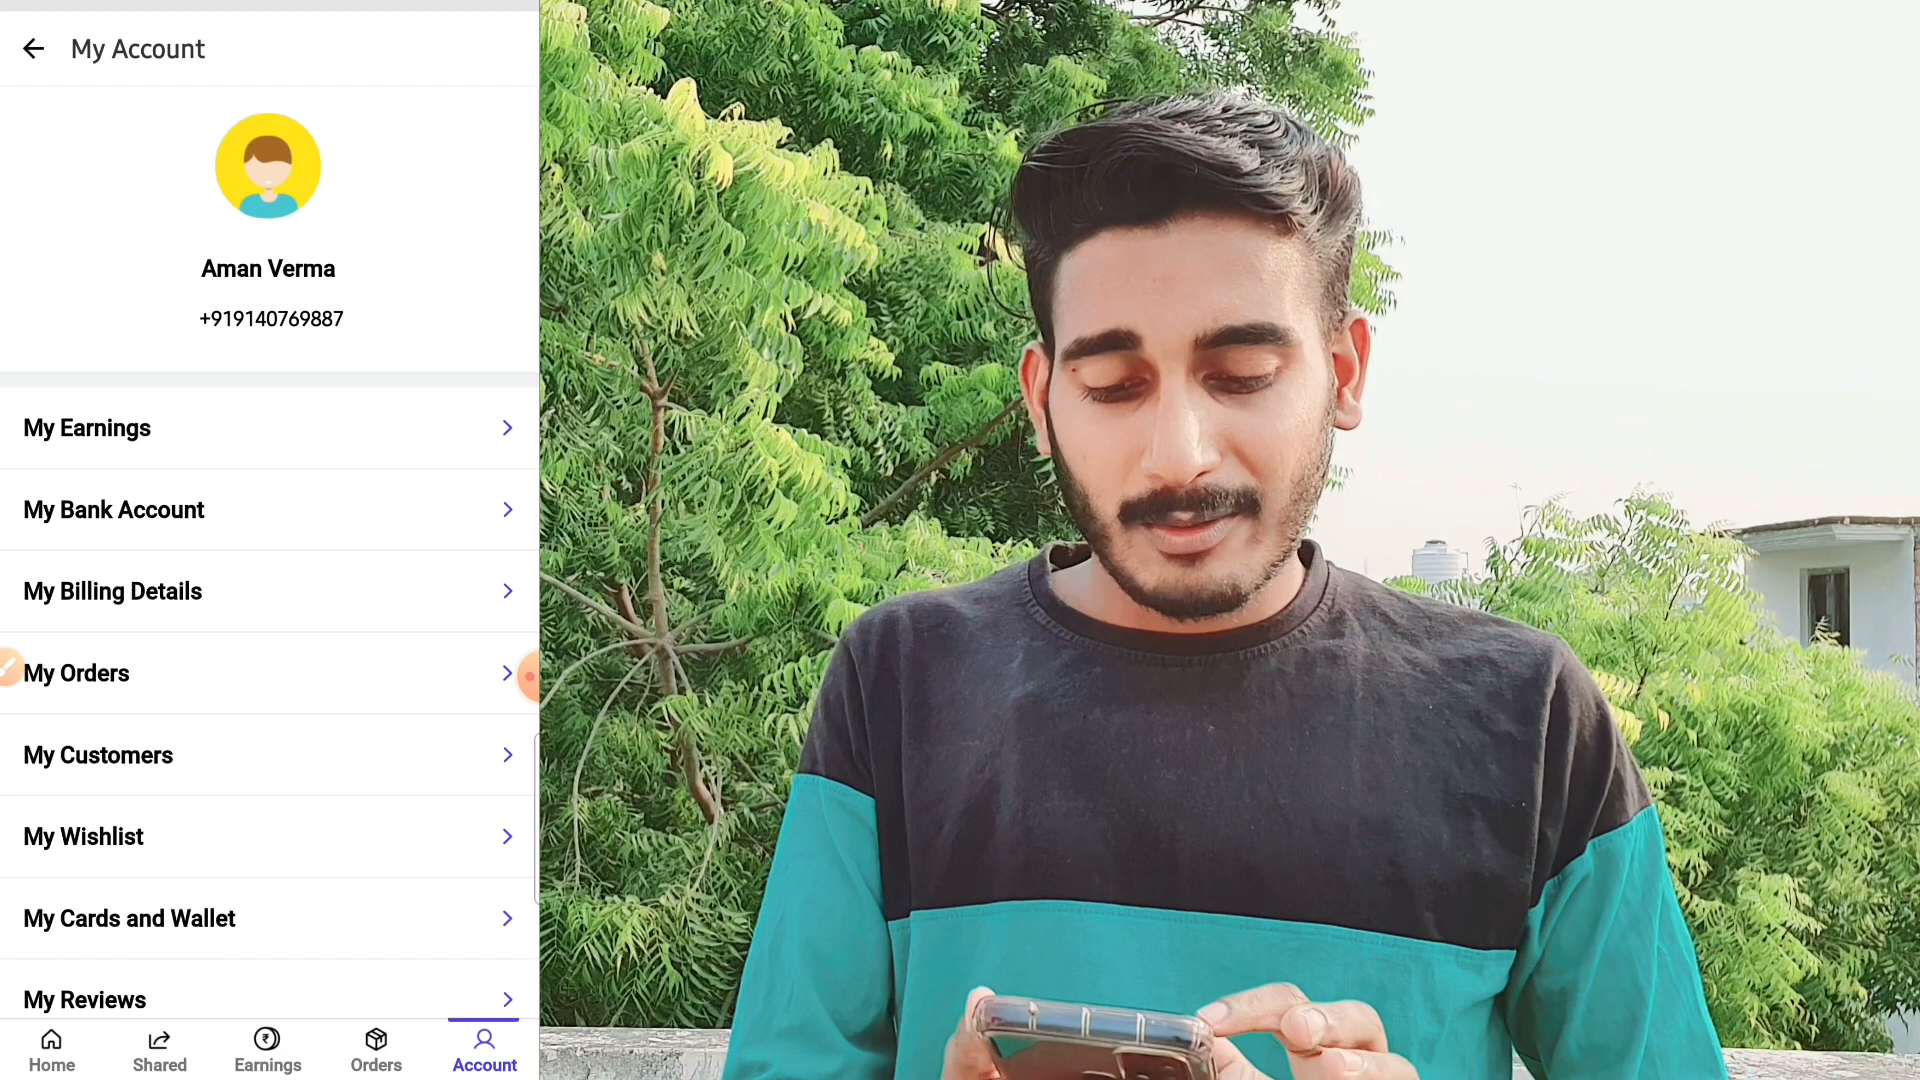 My Account
Aman Verma
+919140769887
My Earnings
My Bank Account
My Billing Details
My Orders
My Customers
My Wishlist
My Cards and Wallet
My Reviews
Home
Shared
₹
Earnings
Orders
Account